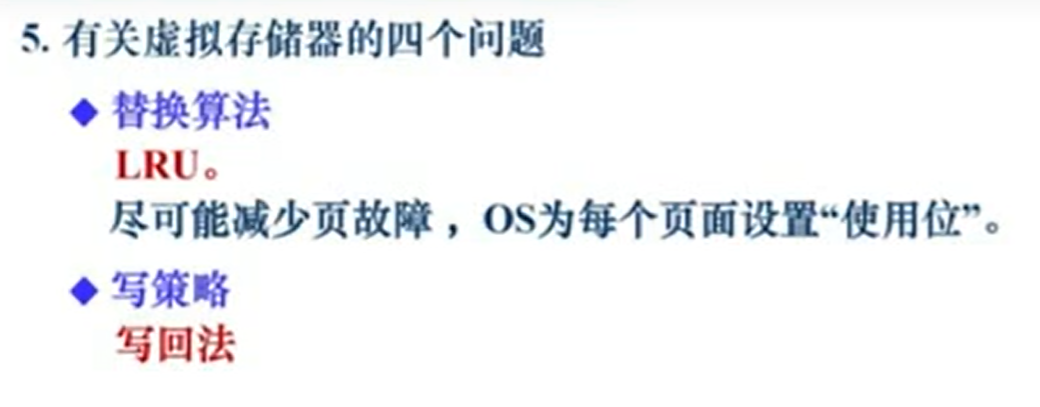 5. 有关虚拟存储器的四个问题
◆ 替换算法
LRU。
尽可能减少页故障，OS为每个页面设置“使用位”。
◆ 写策略
写回法